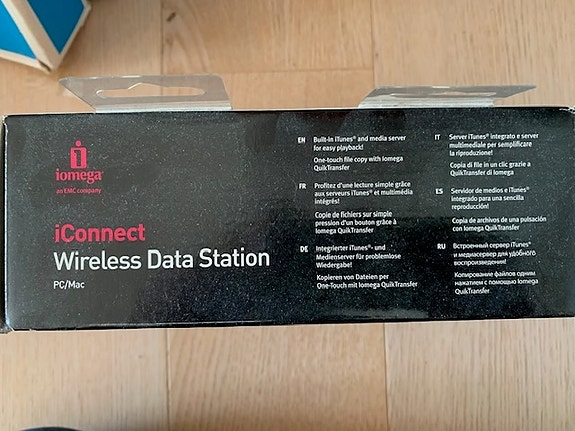 iomega
an EMC company
iConnect
Wireless Data Station
PC/Mac
EN Built-in iTunes® and media server
for easy playback!
One-touch file copy with Iomega
QuikTransfer
FR Profitez d'une lecture simple grâce
aux serveurs iTunes® et multimédia
intégrés!
Copie de fichiers sur simple
pression d'un bouton grâce à
Iomega QuikTransfer
DE Integrierter iTunes®- und
Medienserver für problemlose
Wiedergabe!
Kopieren von Dateien per
One-Touch mit Iomega QuikTransfer
IT Server iTunes® integrato e server
multimediale per semplificare
la riproduzione!
Copia di file in un clic grazie a
QuikTransfer di Iomega
ES Servidor de medios e iTunes®
integrado para una sencilla
reproducción!
Copia de archivos de una pulsación
con Iomega QuikTransfer
RU Встроенный сервер iTunes®
и медиасервер для удобного
воспроизведения!
Копирование файлов одним
нажатием с помощью Iomega
QuikTransfer